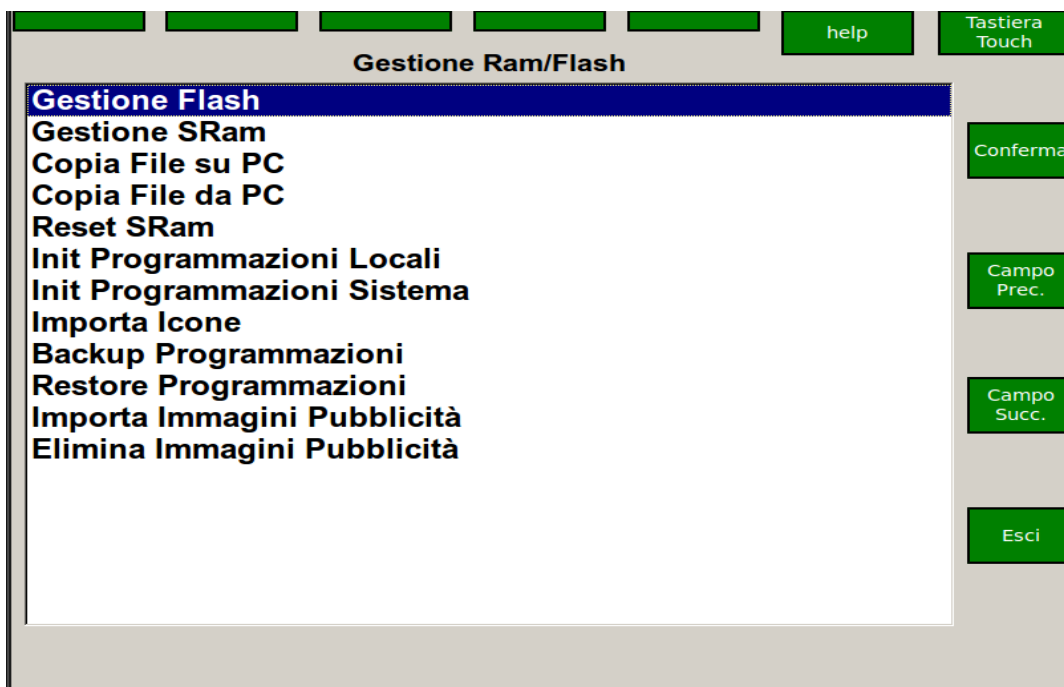 help
Tastiera
Touch
Gestione Ram/Flash
Gestione Flash
Gestione SRam
Copia File su PC
Copia File da PC
Reset SRam
Init Programmazioni Locali
Init Programmazioni Sistema
Importa Icone
Backup Programmazioni
Restore Programmazioni
Importa Immagini Pubblicità
Elimina Immagini Pubblicità
Conferma
Campo
Prec.
Campo
Succ.
Esci